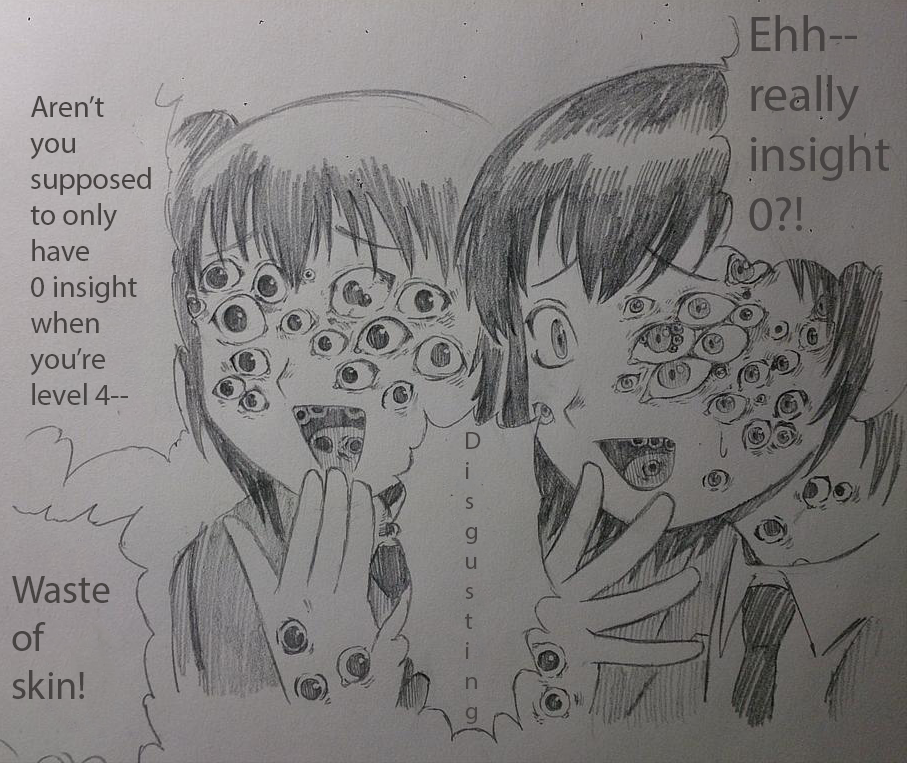 Aren't
you
supposed
to only
have
0 insight
when
you're
level 4--
Ehh--
really
insight
0?!
Disgusting
Waste
of
skin!